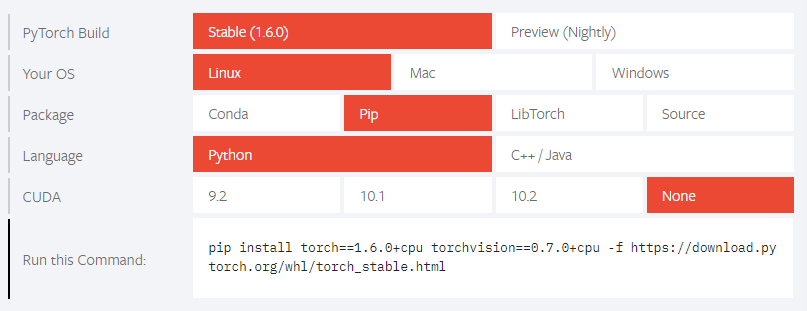 PyTorch Build Stable (1.6.0) Preview (Nightly)
Your OS Linux Mac Windows
Package Conda Pip LibTorch Source
Language Python C++ / Java
CUDA 9.2 10.1 10.2 None
Run this Command:
pip install torch==1.6.0+cpu torchvision==0.7.0+cpu -f https://download.py
torch.org/whl/torch_stable.html